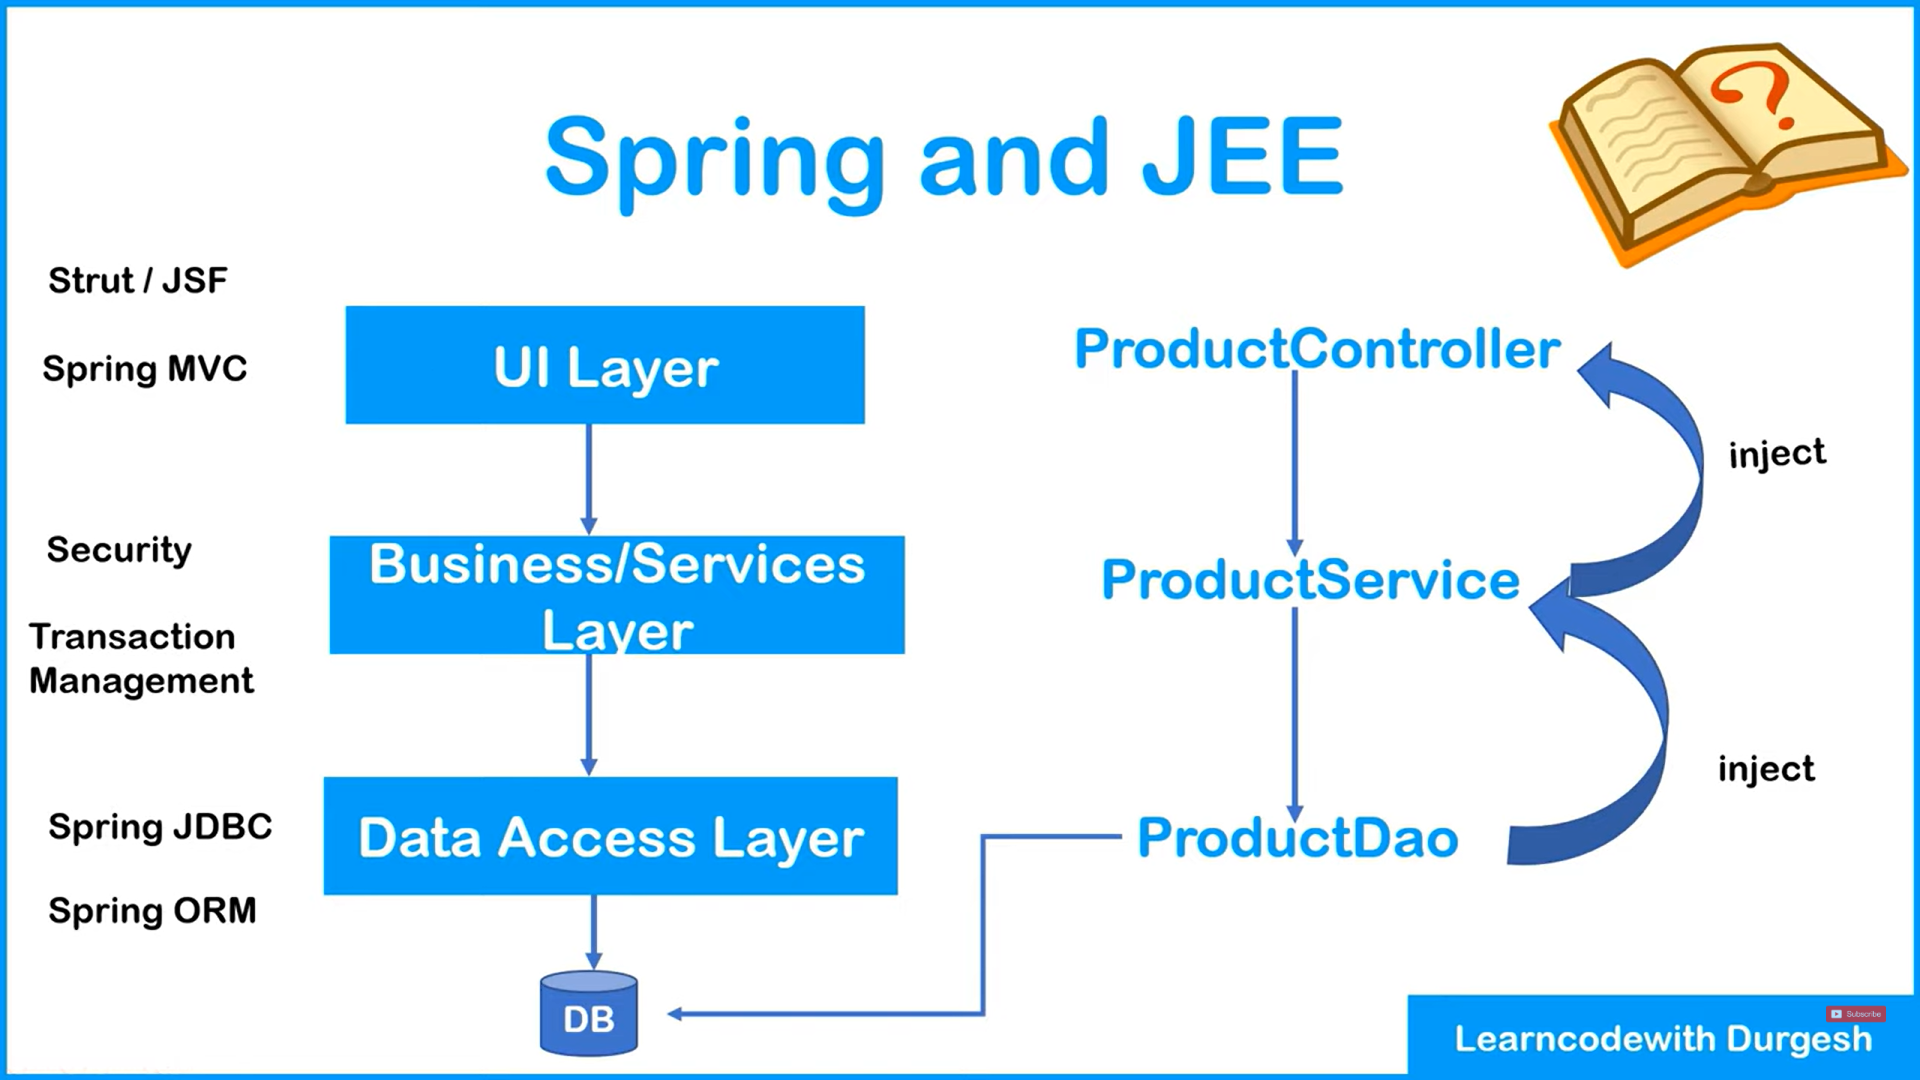 Spring and JEE
Strut / JSF
Spring MVC
UI Layer
Security
Transaction
Management
Business/Services
Layer
Spring JDBC
Spring ORM
Data Access Layer
DB
ProductController
inject
ProductService
inject
ProductDao
Subscribe
Learncodewith Durgesh